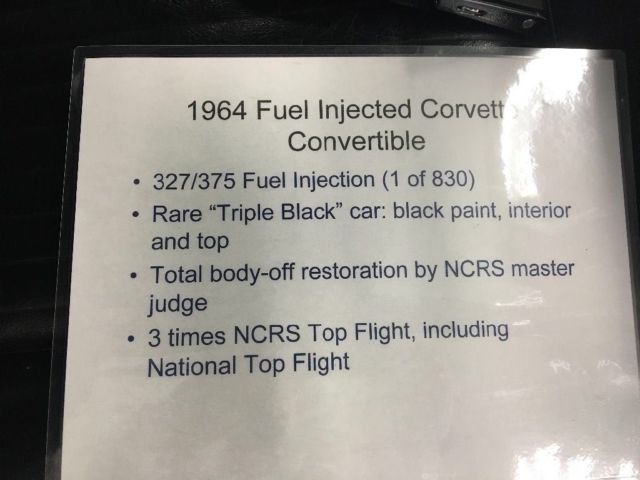 1964 Fuel Injected Corvett
Convertible
• 327/375 Fuel Injection (1 of 830)
• Rare “Triple Black” car: black paint, interior
and top
• Total body-off restoration by NCRS master
judge
• 3 times NCRS Top Flight, including
National Top Flight